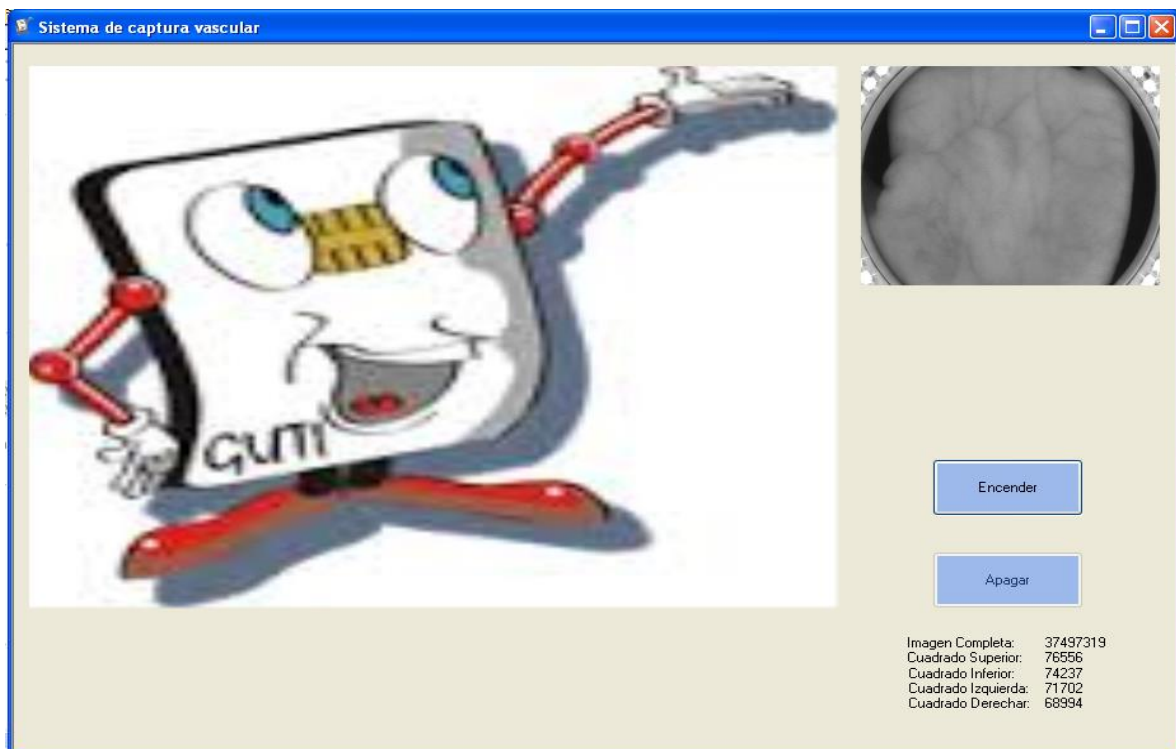 Sistema de captura vascular
GUTI
Encender
Apagar
Imagen Completa: 37497319
Cuadrado Superior: 76556
Cuadrado Inferior: 74237
Cuadrado Izquierda: 71702
Cuadrado Derechar: 68994